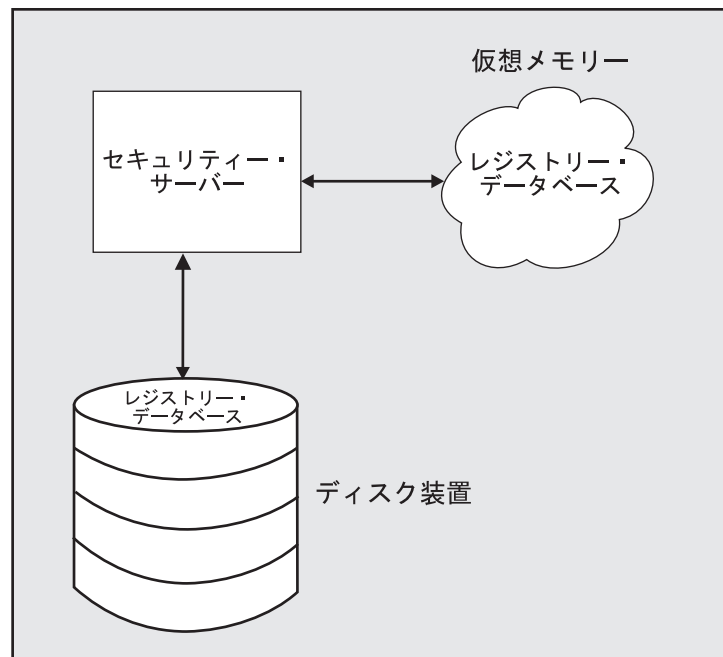 仮想メモリー
セキュリティー・
サーバー
レジストリー・
データベース
レジストリー・
データベース
ディスク装置